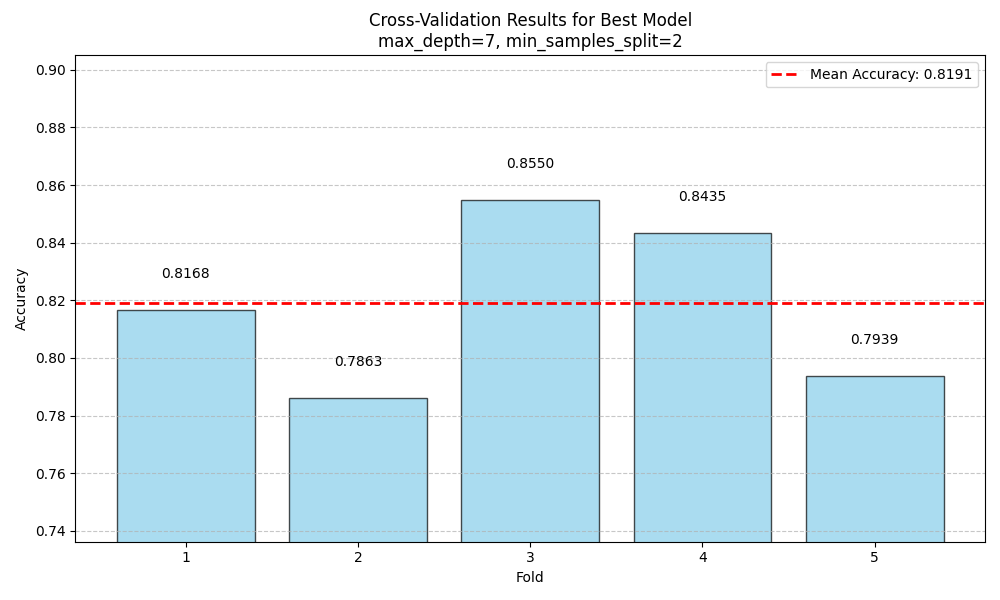 Cross-Validation Results for Best Model
max_depth=7, min_samples_split=2
Mean Accuracy: 0.8191
0.90
0.88
0.86
0.84
0.82
0.80
0.78
0.76
0.74
Accuracy
0.8168
0.7863
0.8550
0.8435
0.7939
1 2 3 4 5
Fold